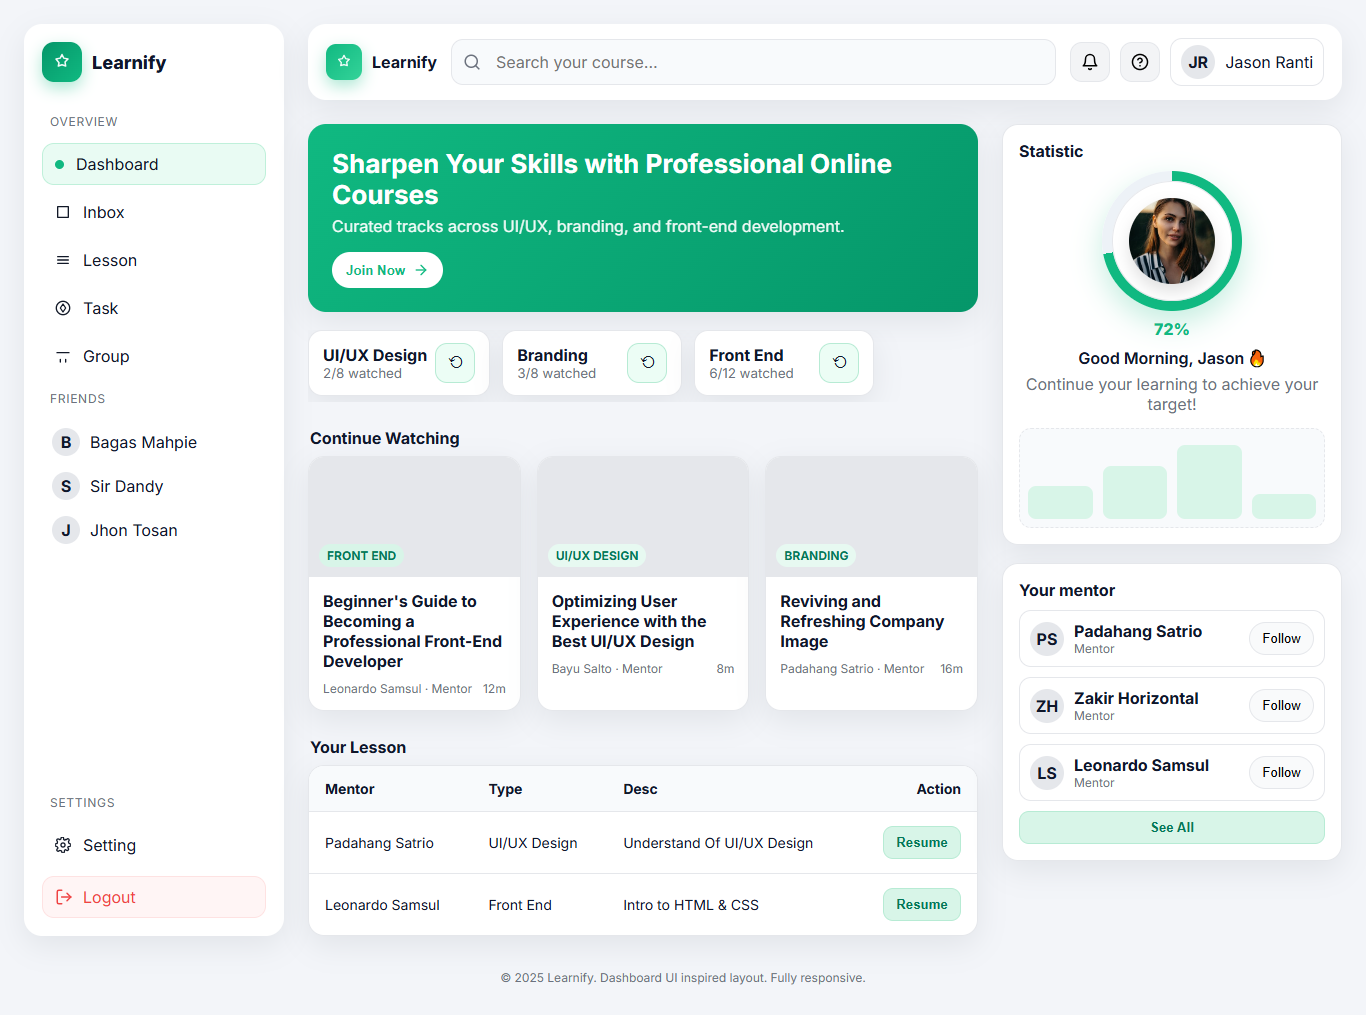 Learnify
OVERVIEW
Dashboard
Inbox
Lesson
Task
Group
FRIENDS
B Bagas Mahpie
S Sir Dandy
J Jhon Tosan
SETTINGS
Setting
Logout
Learnify
Search your course...
JR Jason Ranti
Sharpen Your Skills with Professional Online
Courses
Curated tracks across UI/UX, branding, and front-end development.
Join Now
UI/UX Design
2/8 watched
Branding
3/8 watched
Front End
6/12 watched
Continue Watching
FRONT END
Beginner's Guide to
Becoming a
Professional Front-End
Developer
Leonardo Samsul · Mentor 12m
UI/UX DESIGN
Optimizing User
Experience with the
Best UI/UX Design
Bayu Salto · Mentor 8m
BRANDING
Reviving and
Refreshing Company
Image
Padahang Satrio · Mentor 16m
Your Lesson
Mentor Type Desc Action
Padahang Satrio UI/UX Design Understand Of UI/UX Design Resume
Leonardo Samsul Front End Intro to HTML & CSS Resume
Statistic
72%
Good Morning, Jason 🔥
Continue your learning to achieve your
target!
Your mentor
PS Padahang Satrio Follow
Mentor
ZH Zakir Horizontal Follow
Mentor
LS Leonardo Samsul Follow
Mentor
See All
© 2025 Learnify. Dashboard UI inspired layout. Fully responsive.